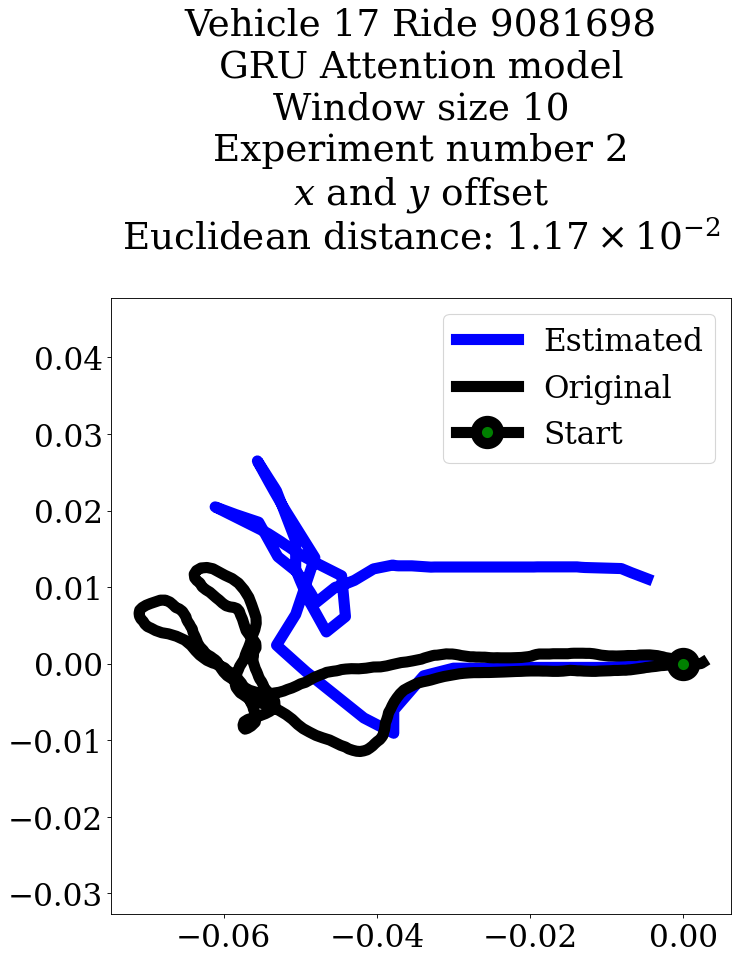 Vehicle 17 Ride 9081698
GRU Attention model
Window size 10
Experiment number 2
x and y offset
Euclidean distance: 1.17 × 10⁻²
Estimated
Original
Start
0.04
0.03
0.02
0.01
0.00
−0.01
−0.02
−0.03
−0.06 −0.04 −0.02 0.00